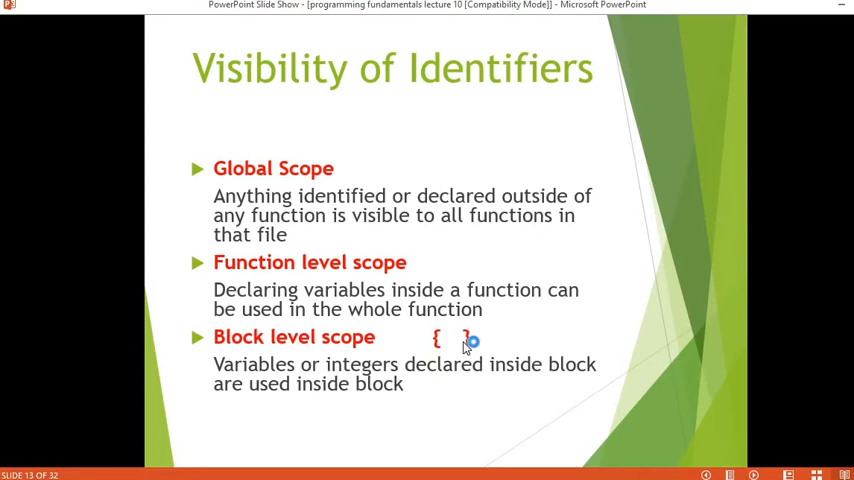 PowerPoint Slide Show - [programming fundamentals lecture 10 [Compatibility Mode]] - Microsoft PowerPoint
Visibility of Identifiers
Global Scope
Anything identified or declared outside of
any function is visible to all functions in
that file
Function level scope
Declaring variables inside a function can
be used in the whole function
Block level scope { }
Variables or integers declared inside block
are used inside block
SLIDE 13 OF 32